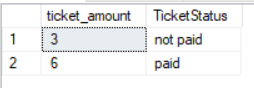 ticket_amount TicketStatus
1 3 not paid
2 6 paid